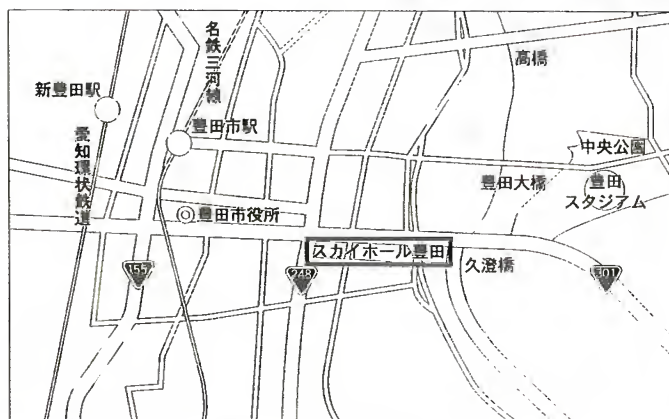 名鉄三河線
高橋
新豊田駅
豊田市駅
中央公園
愛知環状鉄道
豊田大橋
豊田
スタジアム
豊田市役所
スカイホール豊田
久澄橋
155
248
301